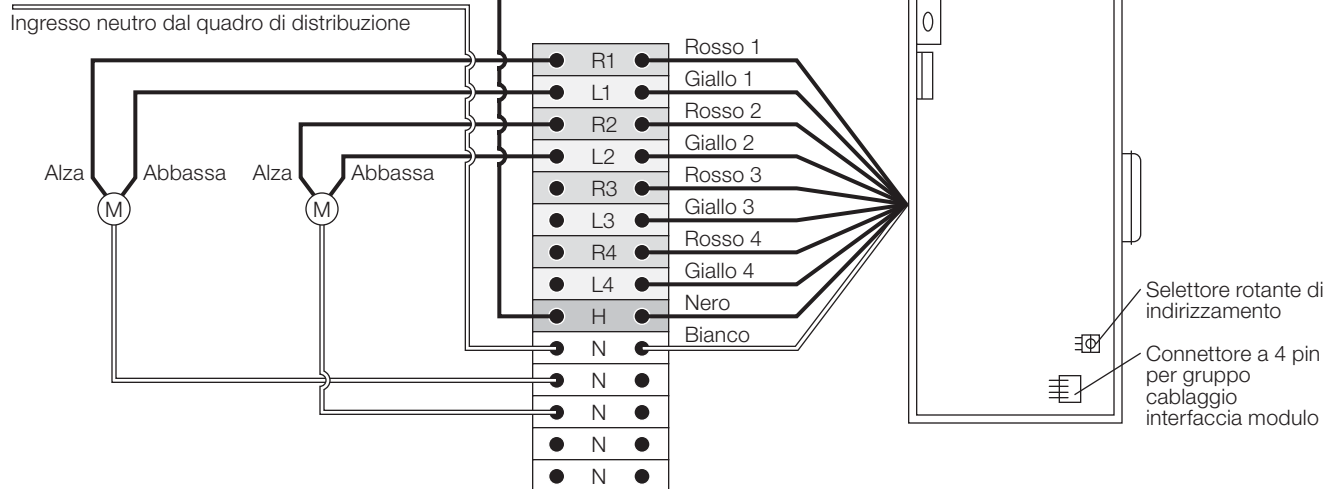 Ingresso neutro dal quadro di distribuzione
R1 Rosso 1
L1 Giallo 1
R2 Rosso 2
L2 Giallo 2
Alza Abbassa Alza Abbassa
R3 Rosso 3
M M
L3 Giallo 3
R4 Rosso 4
L4 Giallo 4
H Nero
N Bianco
N
N
N
N
Selettore rotante di
indirizzamento
Connettore a 4 pin
per gruppo
cablaggio
interfaccia modulo